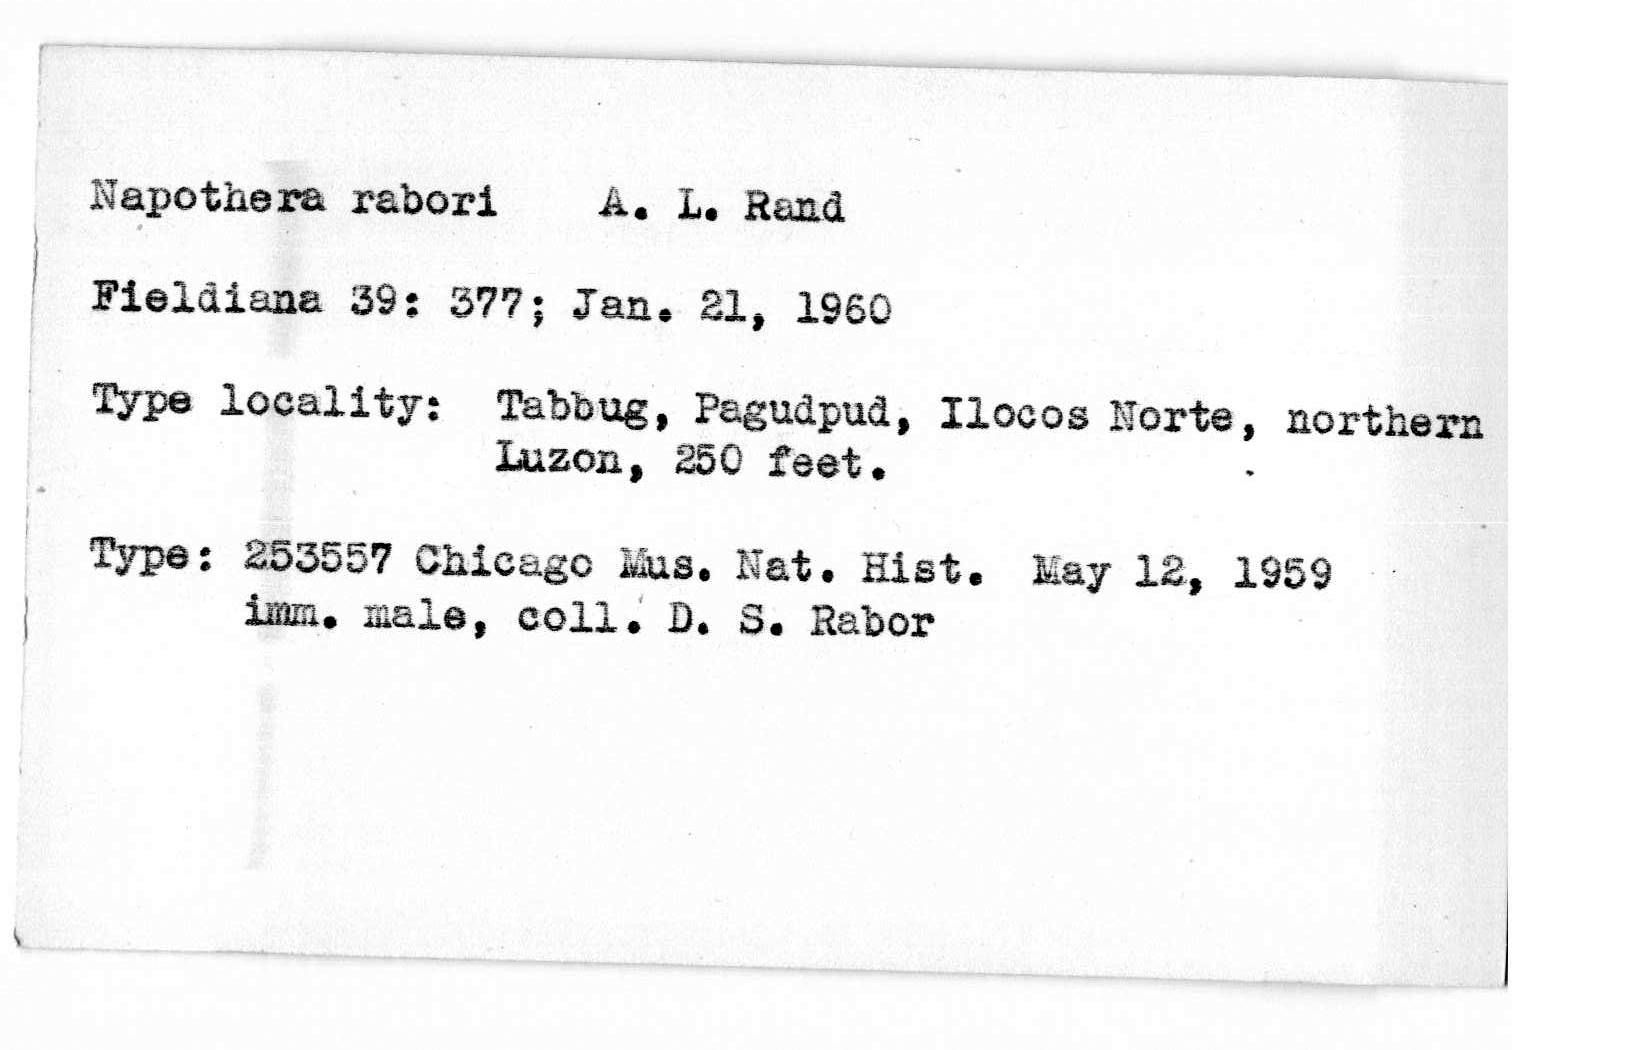 Napothera rabori A. L. Rand
Fieldiana 39: 377; Jan. 21, 1960
Type locality: Tabbug, Pagudpud, Ilocos Norte, northern
Luzon, 250 feet.
Type: 253557 Chicago Mus. Nat. Hist. May 12, 1959
imm. male, coll. D. S. Rabor